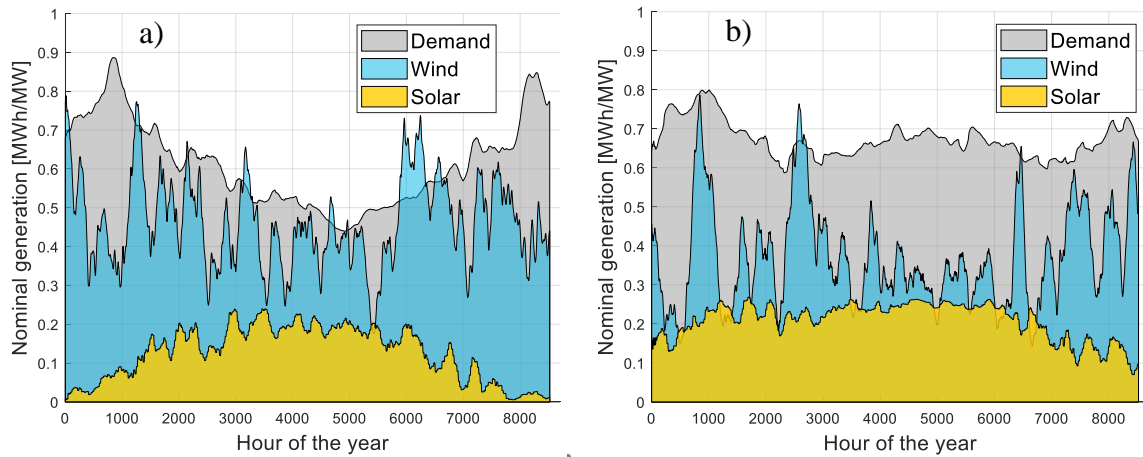 a)
Demand
Wind
Solar
Nominal generation [MWh/MW]
1
0.9
0.8
0.7
0.6
0.5
0.4
0.3
0.2
0.1
0
0 1000 2000 3000 4000 5000 6000 7000 8000
Hour of the year
b)
Demand
Wind
Solar
Nominal generation [MWh/MW]
1
0.9
0.8
0.7
0.6
0.5
0.4
0.3
0.2
0.1
0
0 1000 2000 3000 4000 5000 6000 7000 8000
Hour of the year